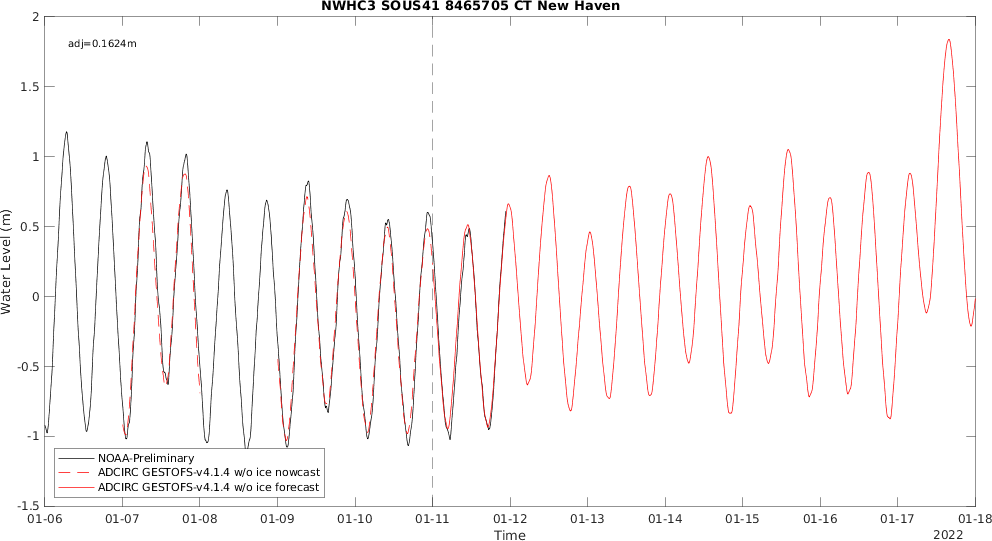 NWHC3 SOUS41 8465705 CT New Haven
adj=0.1624m
Water Level (m)
2
1.5
1
0.5
0
-0.5
-1
-1.5
NOAA-Preliminary
ADCIRC GESTOFS-v4.1.4 w/o ice nowcast
ADCIRC GESTOFS-v4.1.4 w/o ice forecast
01-06 01-07 01-08 01-09 01-10 01-11 01-12 01-13 01-14 01-15 01-16 01-17 01-18
Time
2022